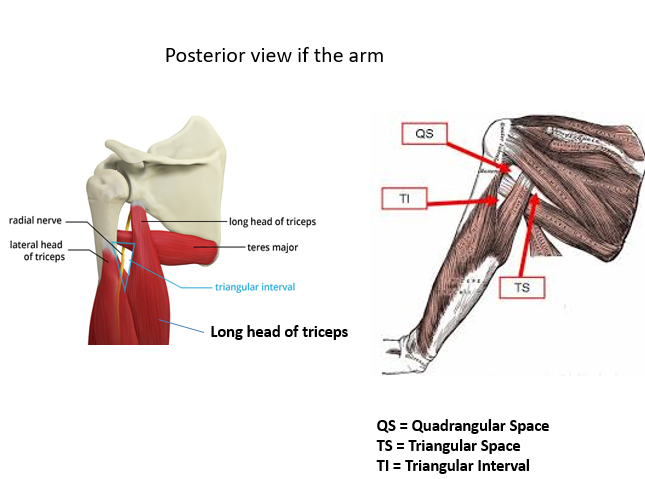 Posterior view if the arm
radial nerve
lateral head
of triceps
long head of triceps
teres major
triangular interval
Long head of triceps
QS
TI
TS
QS = Quadrangular Space
TS = Triangular Space
TI = Triangular Interval